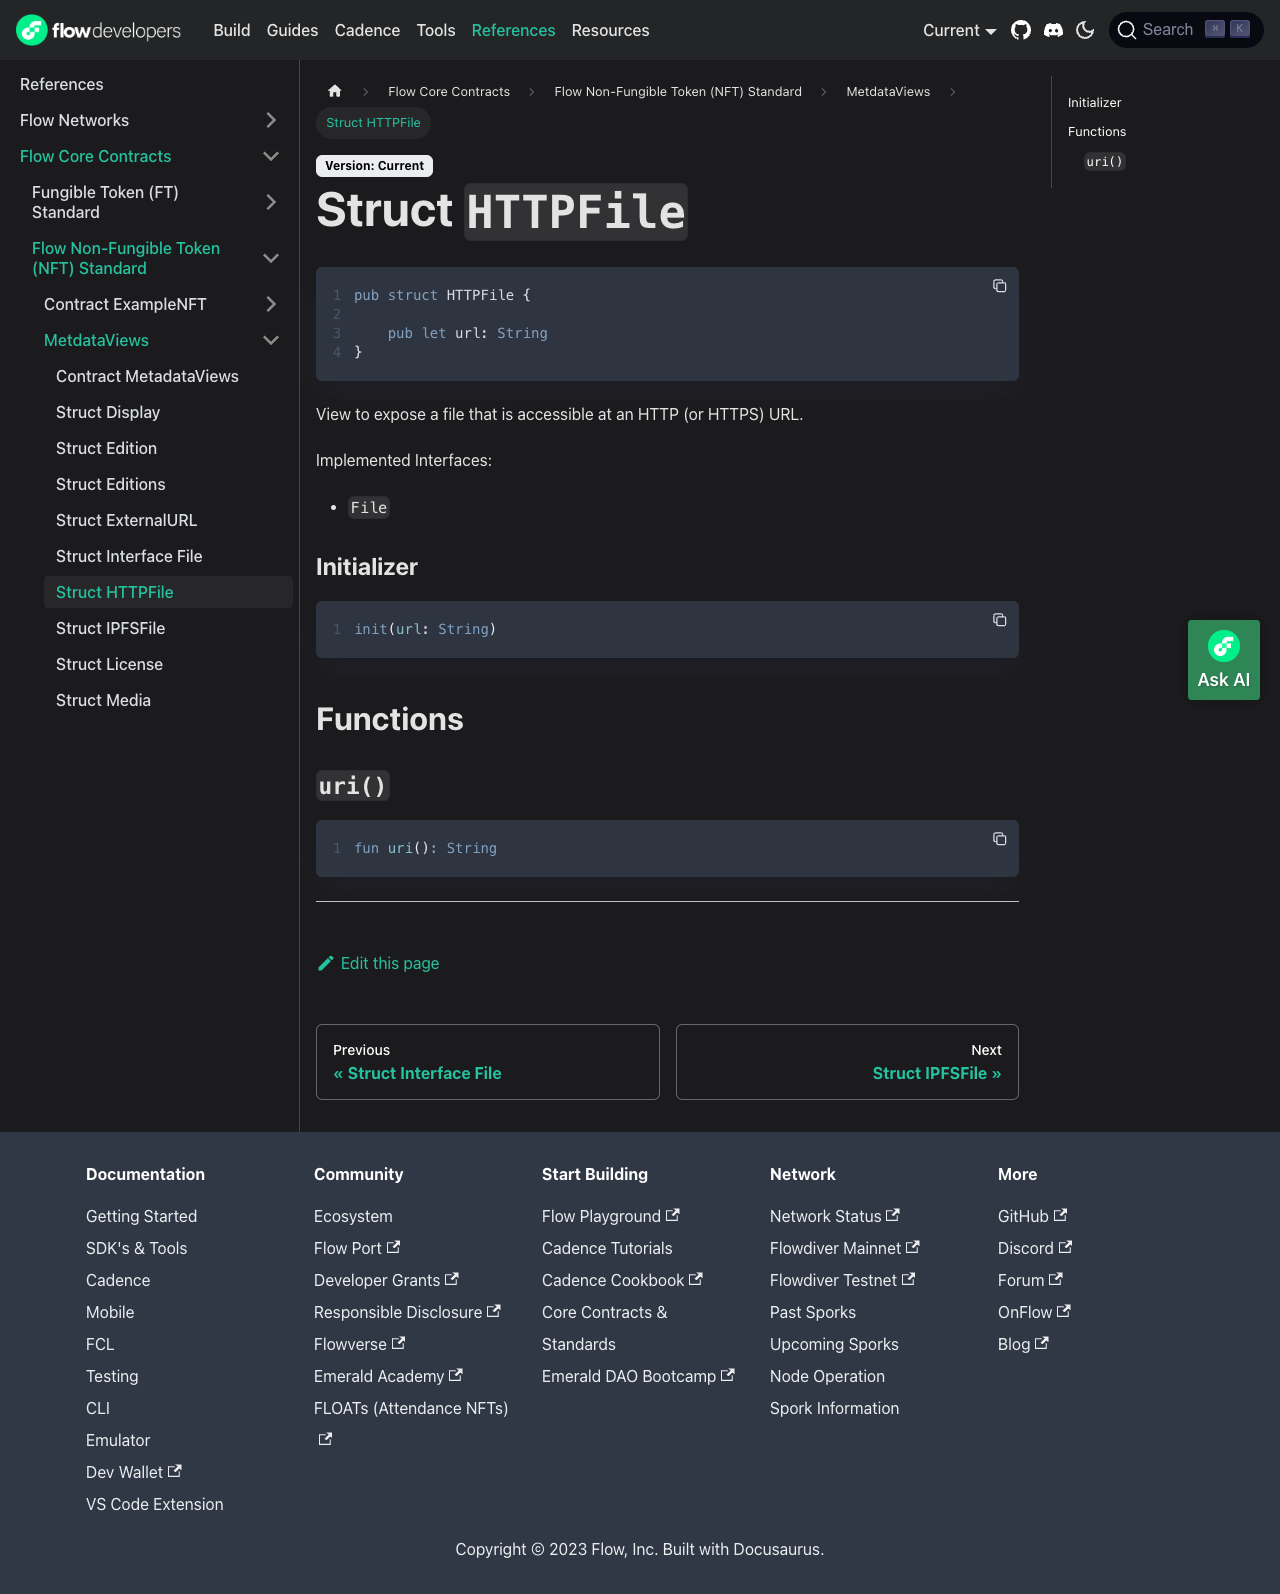 flowdevelopers
Build
Guides
Cadence
Tools
References
Resources
Current
Search
⌘
K
References
Flow Networks
Flow Core Contracts
Fungible Token (FT)
Standard
Flow Non-Fungible Token
(NFT) Standard
Contract ExampleNFT
MetdataViews
Contract MetadataViews
Struct Display
Struct Edition
Struct Editions
Struct ExternalURL
Struct Interface File
Struct HTTPFile
Struct IPFSFile
Struct License
Struct Media
Flow Core Contracts
Flow Non-Fungible Token (NFT) Standard
MetdataViews
Struct HTTPFile
Version: Current
Struct HTTPFile
1 pub struct HTTPFile {
2
3 pub let url: String
4 }
View to expose a file that is accessible at an HTTP (or HTTPS) URL.
Implemented Interfaces:
• File
Initializer
1 init(url: String)
Functions
uri()
1 fun uri(): String
Edit this page
Previous
« Struct Interface File
Next
Struct IPFSFile »
Initializer
Functions
uri()
Ask AI
Documentation
Getting Started
SDK's & Tools
Cadence
Mobile
FCL
Testing
CLI
Emulator
Dev Wallet
VS Code Extension
Community
Ecosystem
Flow Port
Developer Grants
Responsible Disclosure
Flowverse
Emerald Academy
FLOATs (Attendance NFTs)
Start Building
Flow Playground
Cadence Tutorials
Cadence Cookbook
Core Contracts &
Standards
Emerald DAO Bootcamp
Network
Network Status
Flowdiver Mainnet
Flowdiver Testnet
Past Sporks
Upcoming Sporks
Node Operation
Spork Information
More
GitHub
Discord
Forum
OnFlow
Blog
Copyright © 2023 Flow, Inc. Built with Docusaurus.